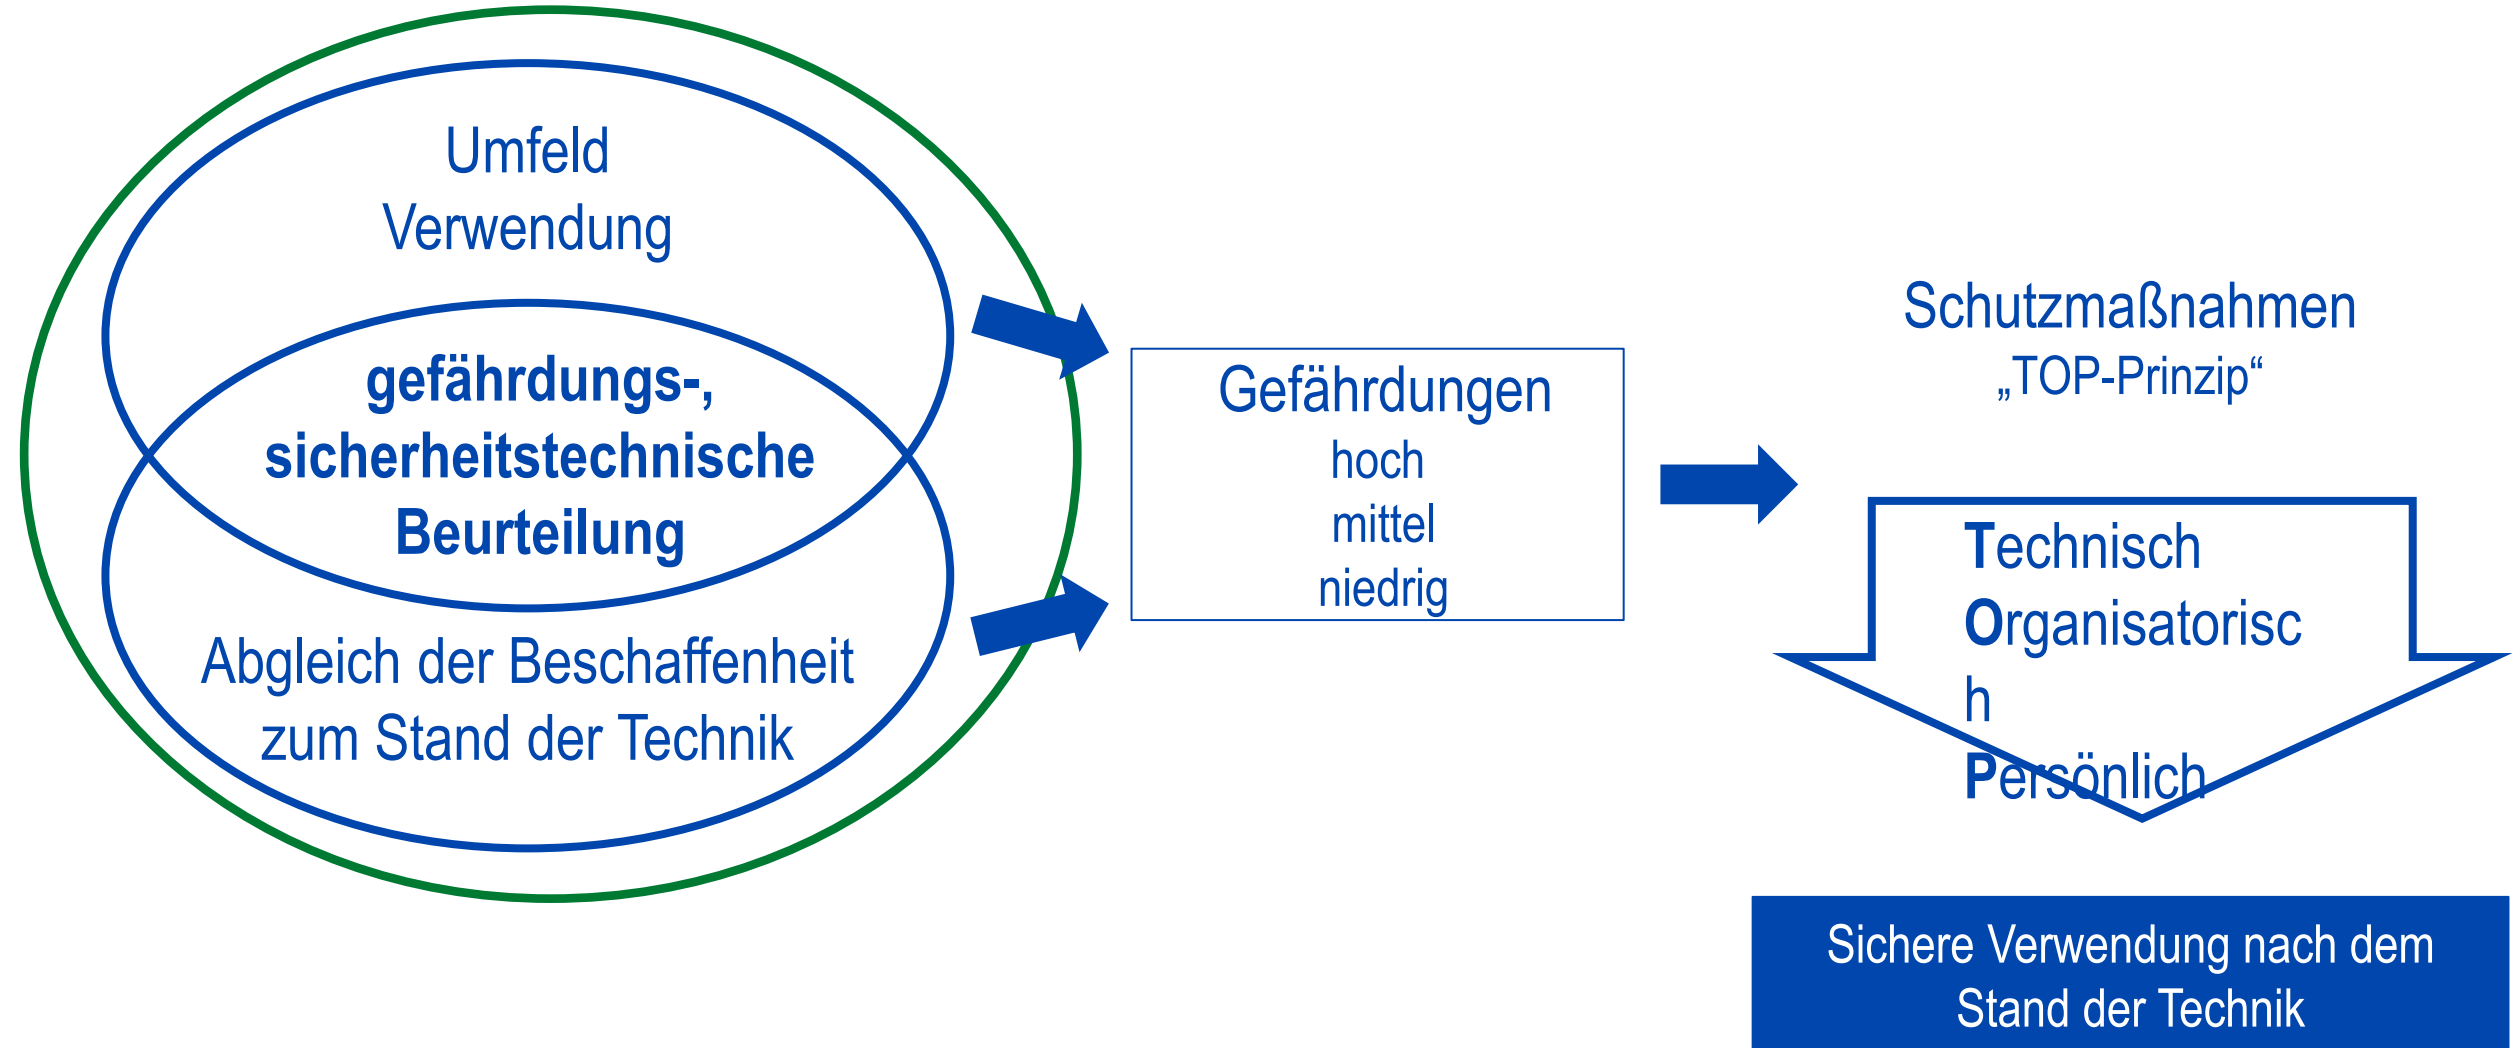 Umfeld
Verwendung
gefährdungs-,
sicherheitstechnische
Beurteilung
Abgleich der Beschaffenheit
zum Stand der Technik
Gefährdungen
hoch
mittel
niedrig
Schutzmaßnahmen
„TOP-Prinzip“
Technisch
Organisatorisc
h
Persönlich
Sichere Verwendung nach dem
Stand der Technik